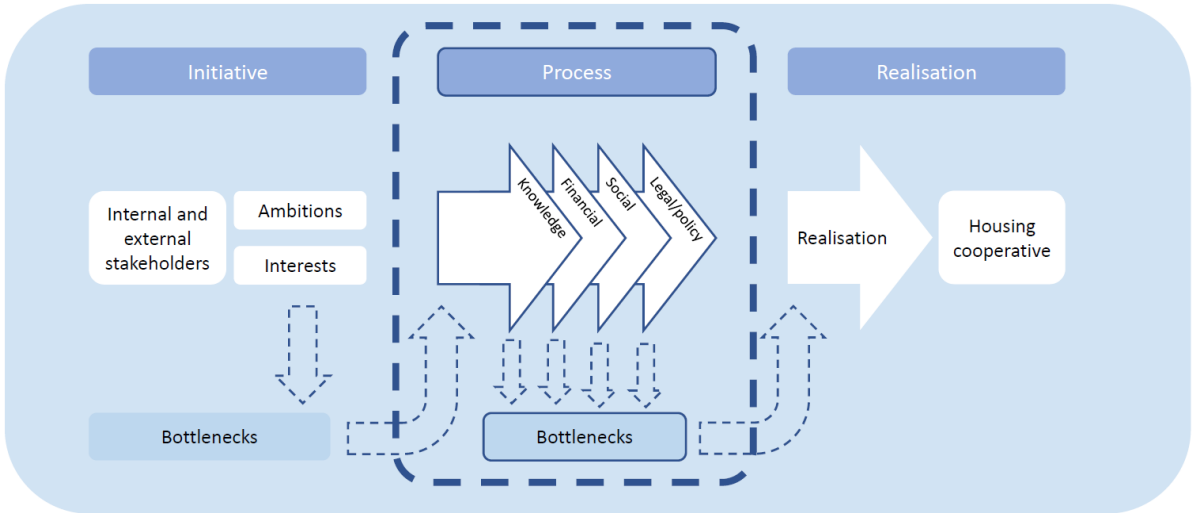 Initiative
Process
Realisation
Internal and
external
stakeholders
Ambitions
Interests
Knowledge
Financial
Social
Legal/policy
Realisation
Housing
cooperative
Bottlenecks
Bottlenecks